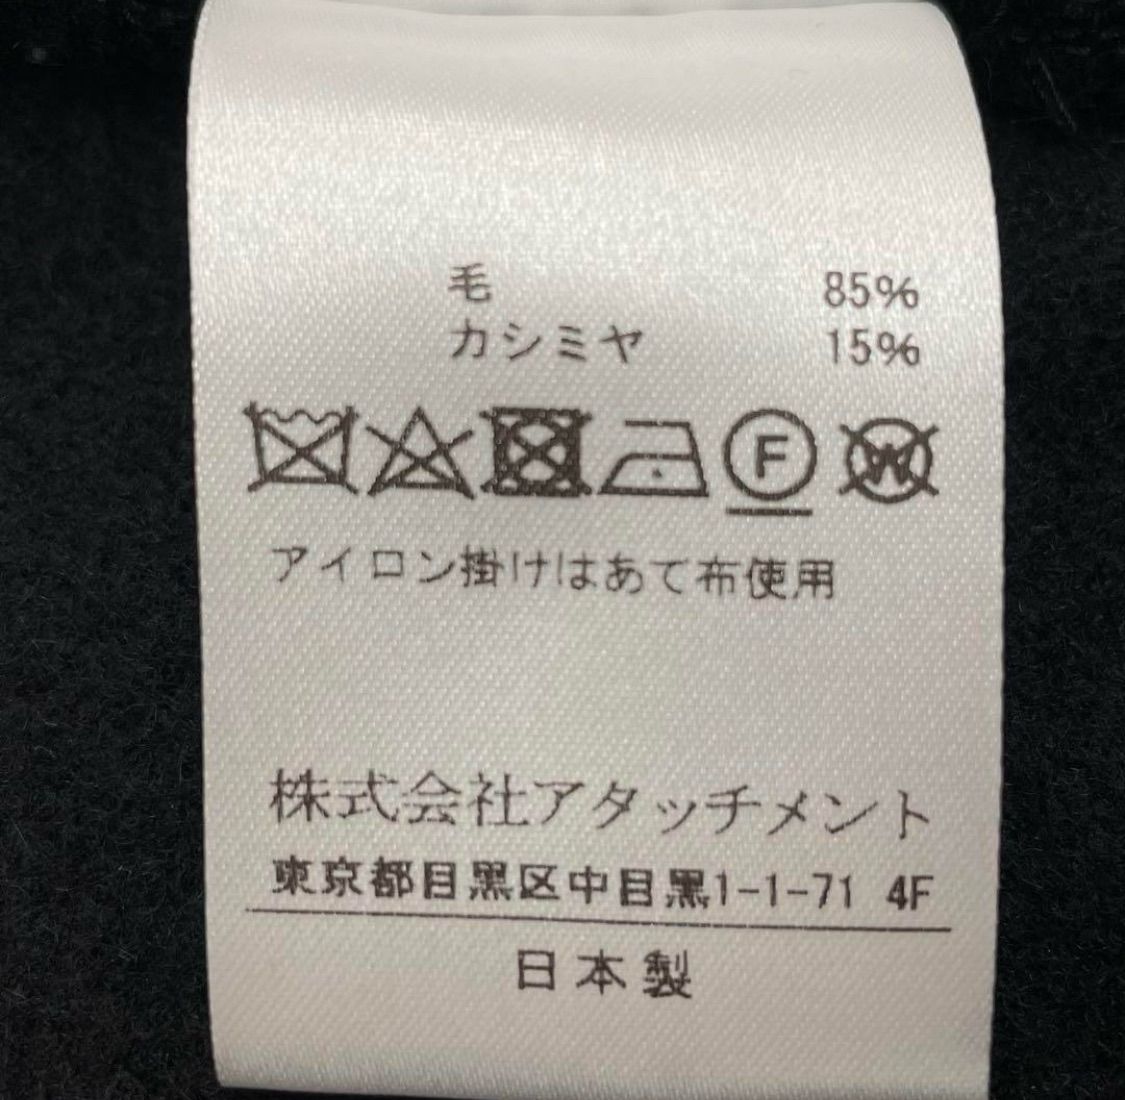 毛 85%
カシミヤ 15%
F W
アイロン掛けはあて布使用
株式会社アタッチメント
東京都目黒区中目黒1-1-71 4F
日本製